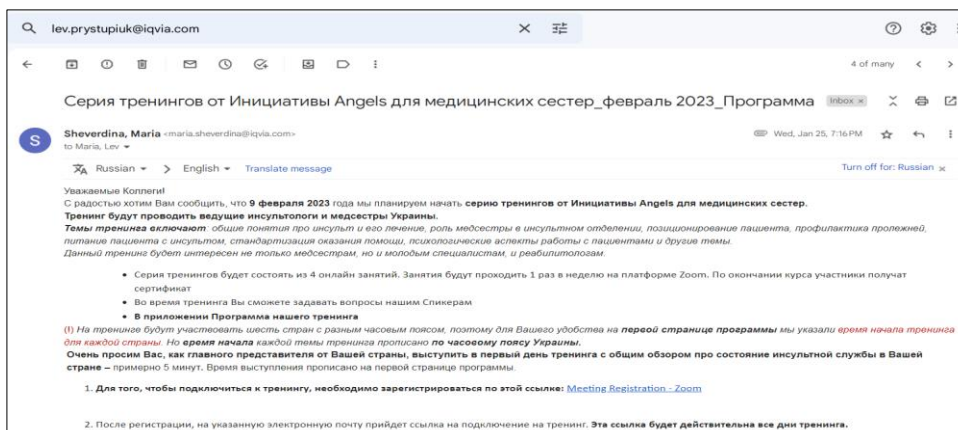 lev.prystupiuk@iqvia.com
4 of many
Серия тренингов от Инициативы Angels для медицинских сестер_февраль 2023_Программа Inbox x
S
Sheverdina, Maria <maria.sheverdina@iqvia.com> Wed, Jan 25, 7:16 PM
to Maria, Lev
Russian > English Translate message Turn off for: Russian x
Уважаемые Коллеги!
С радостью хотим Вам сообщить, что 9 февраля 2023 года мы планируем начать серию тренингов от Инициативы Angels для медицинских сестер.
Тренинг будут проводить ведущие инсультологи и медсестры Украины.
Темы тренинга включают: общие понятия про инсульт и его лечение, роль медсестры в инсультном отделении, позиционирование пациента, профилактика пролежней,
питание пациента с инсультом, стандартизация оказания помощи, психологические аспекты работы с пациентами и другие темы.
Данный тренинг будет интересен не только медсестрам, но и молодым специалистам, и реабилитологам.
• Серия тренингов будет состоять из 4 онлайн занятий. Занятия будут проходить 1 раз в неделю на платформе Zoom. По окончании курса участники получат
сертификат
• Во время тренинга Вы сможете задавать вопросы нашим Спикерам
• В приложении Программа нашего тренинга
(!) На тренинге будут участвовать шесть стран с разным часовым поясом, поэтому для Вашего удобства на первой странице программы мы указали время начала тренинга
для каждой страны. Но время начала каждой темы тренинга прописано по часовому поясу Украины.
Очень просим Вас, как главного представителя от Вашей страны, выступить в первый день тренинга с общим обзором про состояние инсультной службы в Вашей
стране – примерно 5 минут. Время выступления прописано на первой странице программы.
1. Для того, чтобы подключиться к тренингу, необходимо зарегистрироваться по этой ссылке: Meeting Registration - Zoom
2. После регистрации, на указанную электронную почту прийдет ссылка на подключение на тренинг. Эта ссылка будет действительна все дни тренинга.